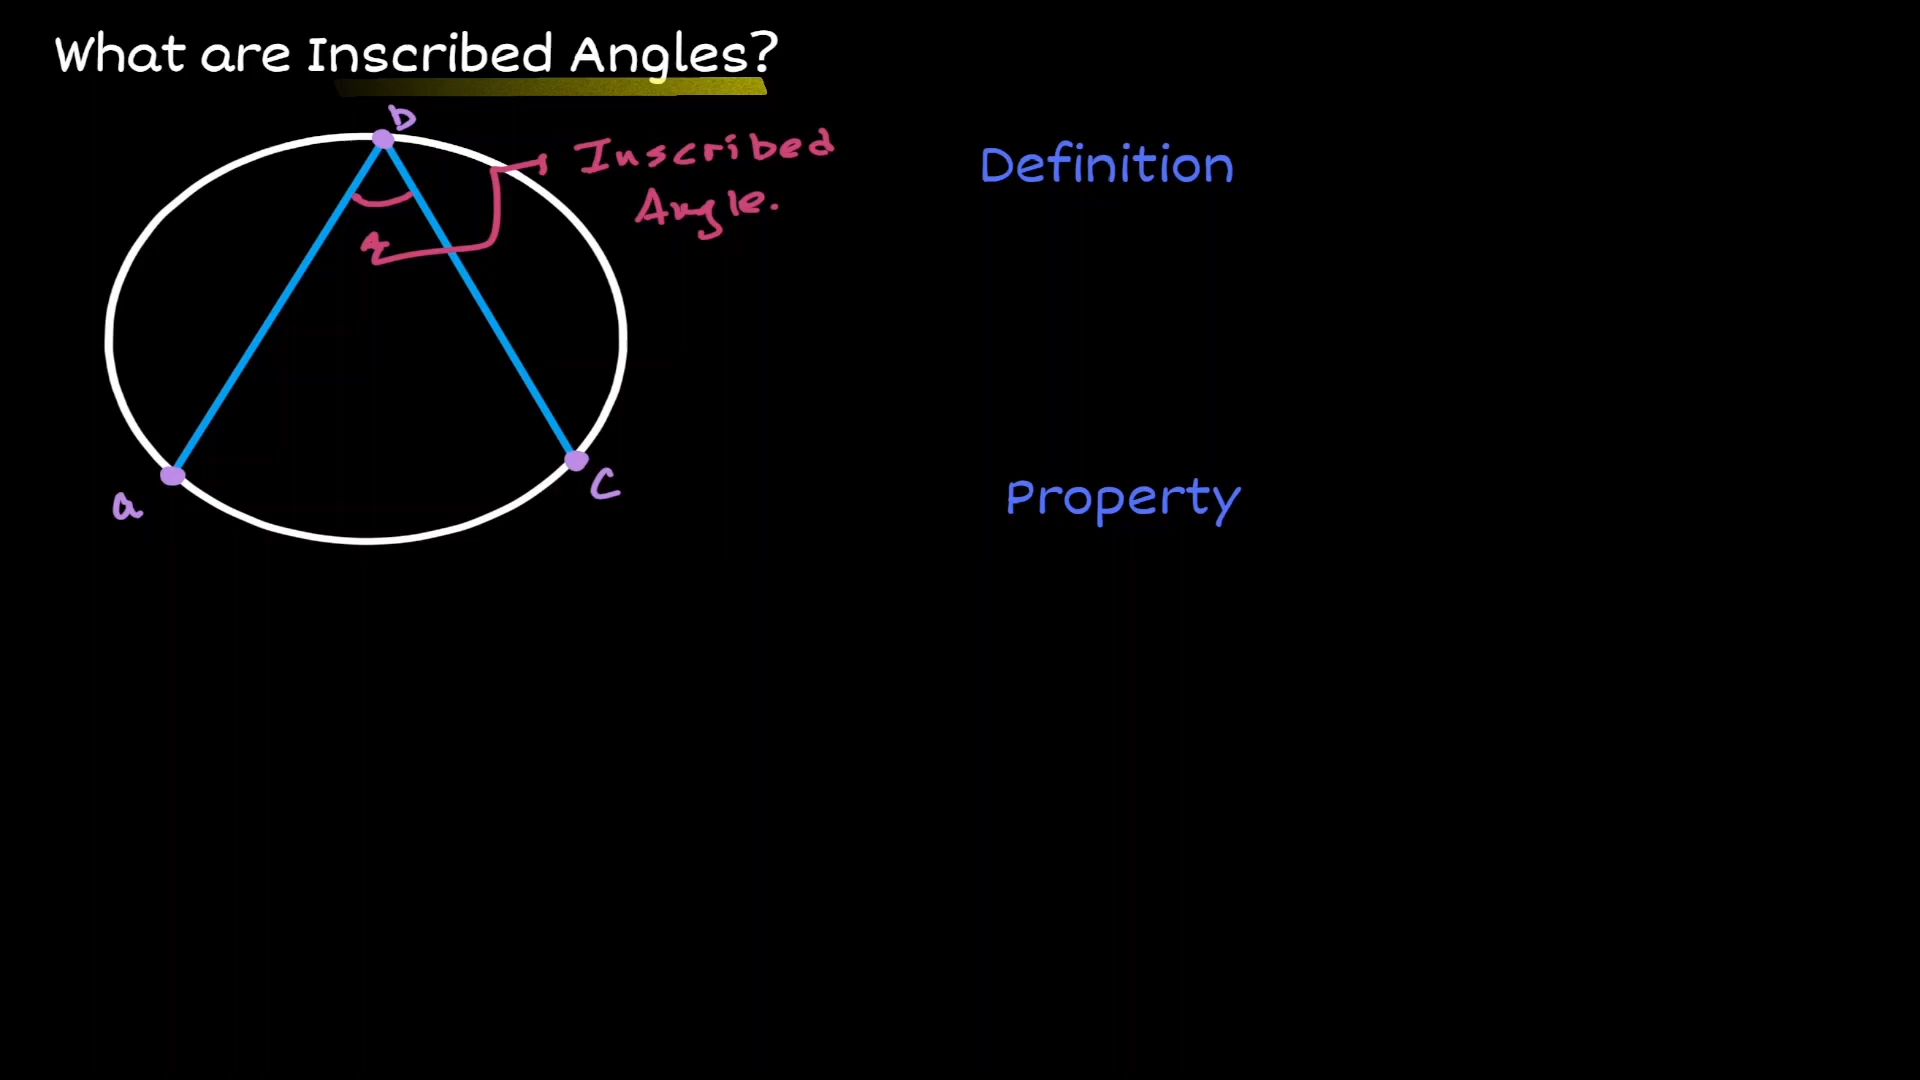 What are Inscribed Angles?
D
Inscribed
Angle.
Definition
a
C
Property